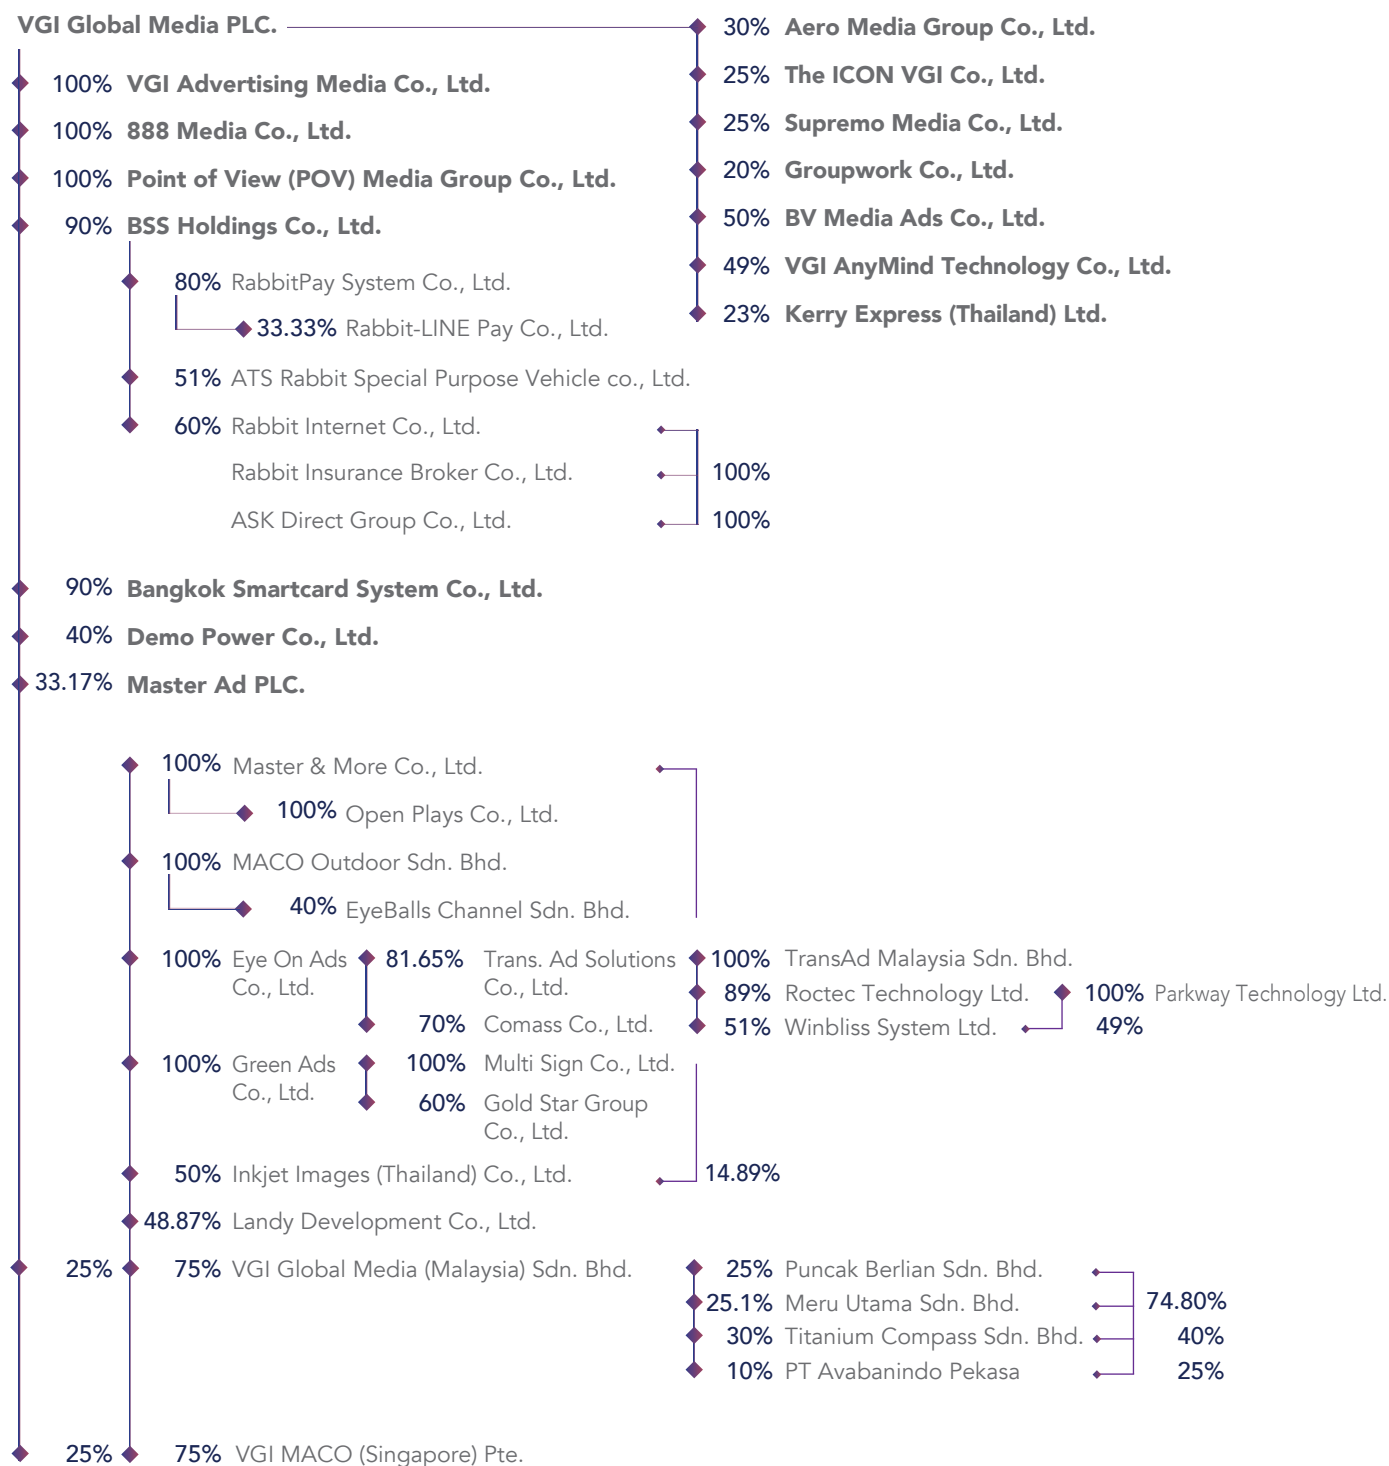 VGI Global Media PLC.
100% VGI Advertising Media Co., Ltd.
100% 888 Media Co., Ltd.
100% Point of View (POV) Media Group Co., Ltd.
90% BSS Holdings Co., Ltd.
80% RabbitPay System Co., Ltd.
33.33% Rabbit-LINE Pay Co., Ltd.
51% ATS Rabbit Special Purpose Vehicle co., Ltd.
60% Rabbit Internet Co., Ltd.
Rabbit Insurance Broker Co., Ltd. 100%
ASK Direct Group Co., Ltd. 100%
30% Aero Media Group Co., Ltd.
25% The ICON VGI Co., Ltd.
25% Supremo Media Co., Ltd.
20% Groupwork Co., Ltd.
50% BV Media Ads Co., Ltd.
49% VGI AnyMind Technology Co., Ltd.
23% Kerry Express (Thailand) Ltd.
90% Bangkok Smartcard System Co., Ltd.
40% Demo Power Co., Ltd.
33.17% Master Ad PLC.
100% Master & More Co., Ltd.
100% Open Plays Co., Ltd.
100% MACO Outdoor Sdn. Bhd.
40% EyeBalls Channel Sdn. Bhd.
100% Eye On Ads
Co., Ltd.
81.65% Trans. Ad Solutions
Co., Ltd.
70% Comass Co., Ltd.
100% TransAd Malaysia Sdn. Bhd.
89% Roctec Technology Ltd. 100% Parkway Technology Ltd.
51% Winbliss System Ltd. 49%
100% Green Ads
Co., Ltd.
100% Multi Sign Co., Ltd.
60% Gold Star Group
Co., Ltd.
50% Inkjet Images (Thailand) Co., Ltd. 14.89%
48.87% Landy Development Co., Ltd.
25% 75% VGI Global Media (Malaysia) Sdn. Bhd.
25% Puncak Berlian Sdn. Bhd.
25.1% Meru Utama Sdn. Bhd. 74.80%
30% Titanium Compass Sdn. Bhd. 40%
10% PT Avabanindo Pekasa 25%
25% 75% VGI MACO (Singapore) Pte.